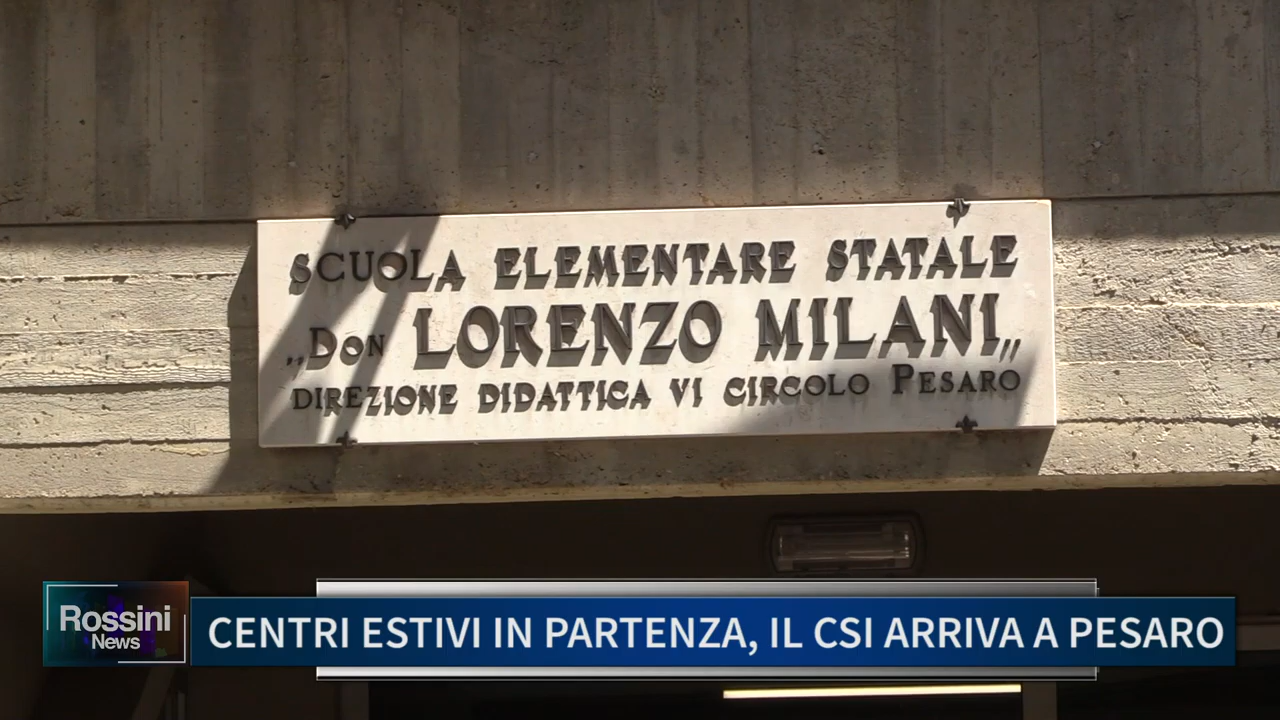 SCUOLA ELEMENTARE STATALE
„Don LORENZO MILANI„
DIREZIONE DIDATTICA VI CIRCOLO PESARO
Rossini
News
CENTRI ESTIVI IN PARTENZA, IL CSI ARRIVA A PESARO